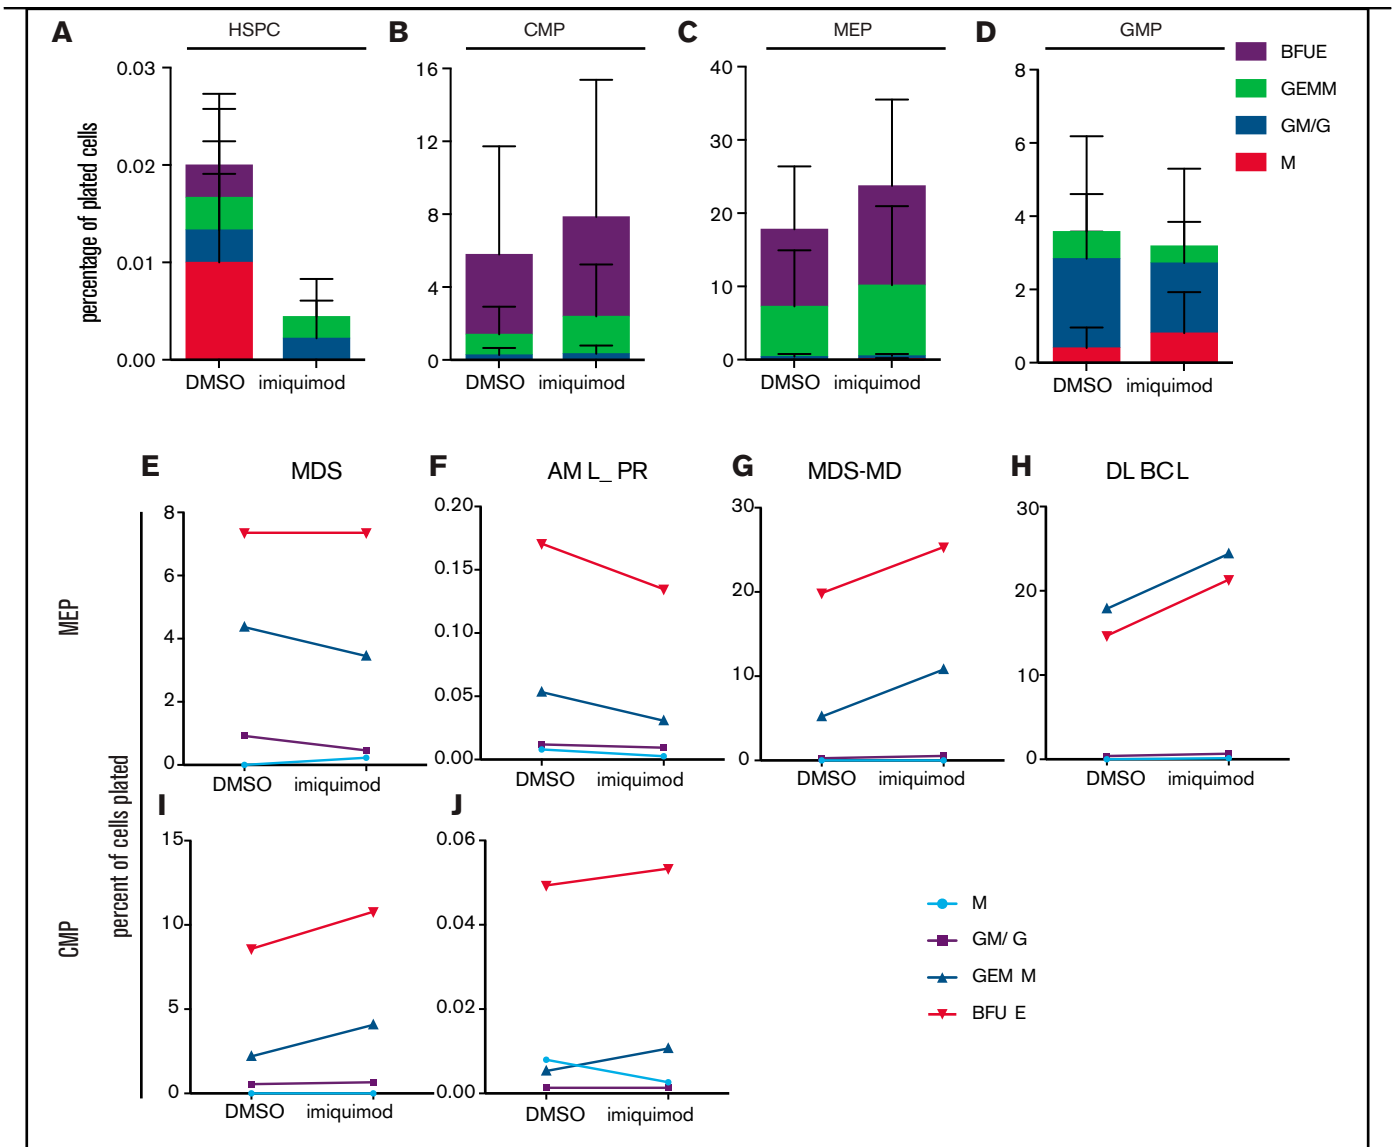 A HSPC
B CMP
C MEP
D GMP
BFUE
GEMM
GM/G
M
percentage of plated cells
0.03
0.02
0.01
0.00
DMSO imiquimod
16
12
8
4
0
DMSO imiquimod
40
30
20
10
0
DMSO imiquimod
8
6
4
2
0
DMSO imiquimod
E MDS
F AM L_ PR
G MDS-MD
H DL BC L
MEP
percent of cells plated
CMP
8
6
4
2
0
DMSO imiquimod
0.20
0.15
0.10
0.05
0.00
DMSO imiquimod
30
20
10
0
DMSO imiquimod
30
20
10
0
DMSO imiquimod
I
15
10
5
0
DMSO imiquimod
J
0.06
0.04
0.02
0.00
DMSO imiquimod
M
GM/ G
GEM M
BFU E